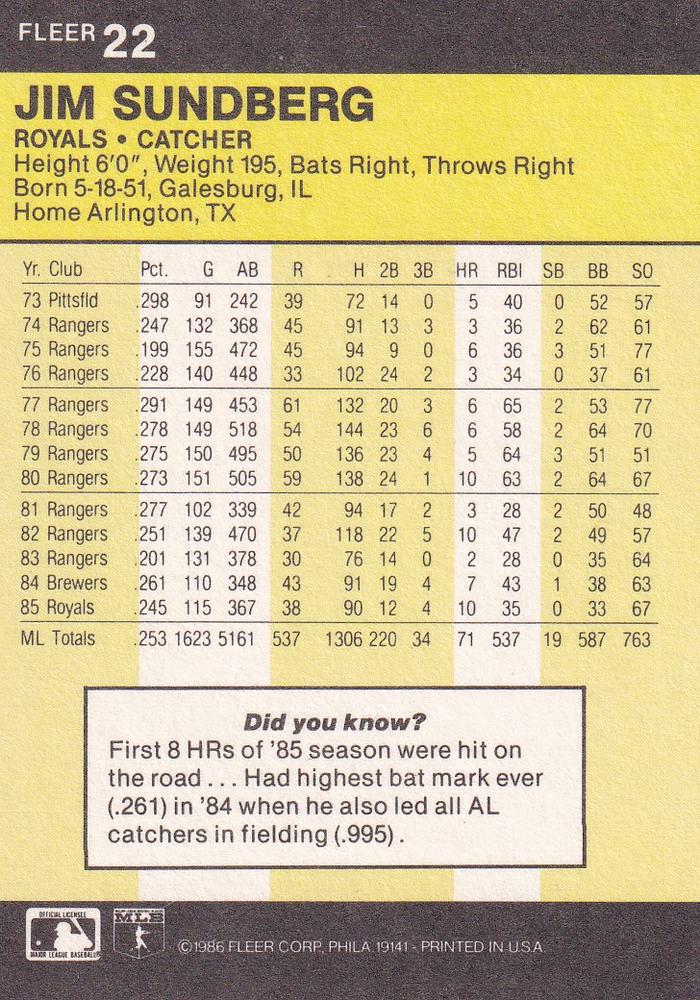 FLEER 22
JIM SUNDBERG
ROYALS • CATCHER
Height 6'0", Weight 195, Bats Right, Throws Right
Born 5-18-51, Galesburg, IL
Home Arlington, TX
Yr. Club Pct. G AB R H 2B 3B HR RBI SB BB SO
73 Pittsfld .298 91 242 39 72 14 0 5 40 0 52 57
74 Rangers .247 132 368 45 91 13 3 3 36 2 62 61
75 Rangers .199 155 472 45 94 9 0 6 36 3 51 77
76 Rangers .228 140 448 33 102 24 2 3 34 0 37 61
77 Rangers .291 149 453 61 132 20 3 6 65 2 53 77
78 Rangers .278 149 518 54 144 23 6 6 58 2 64 70
79 Rangers .275 150 495 50 136 23 4 5 64 3 51 51
80 Rangers .273 151 505 59 138 24 1 10 63 2 64 67
81 Rangers .277 102 339 42 94 17 2 3 28 2 50 48
82 Rangers .251 139 470 37 118 22 5 10 47 2 49 57
83 Rangers .201 131 378 30 76 14 0 2 28 0 35 64
84 Brewers .261 110 348 43 91 19 4 7 43 1 38 63
85 Royals .245 115 367 38 90 12 4 10 35 0 33 67
ML Totals .253 1623 5161 537 1306 220 34 71 537 19 587 763
Did you know?
First 8 HRs of '85 season were hit on
the road... Had highest bat mark ever
(.261) in '84 when he also led all AL
catchers in fielding (.995).
OFFICIAL LICENSEE
MAJOR LEAGUE BASEBALL
MLB
©1986 FLEER CORP., PHILA. 19141 - PRINTED IN U.S.A.